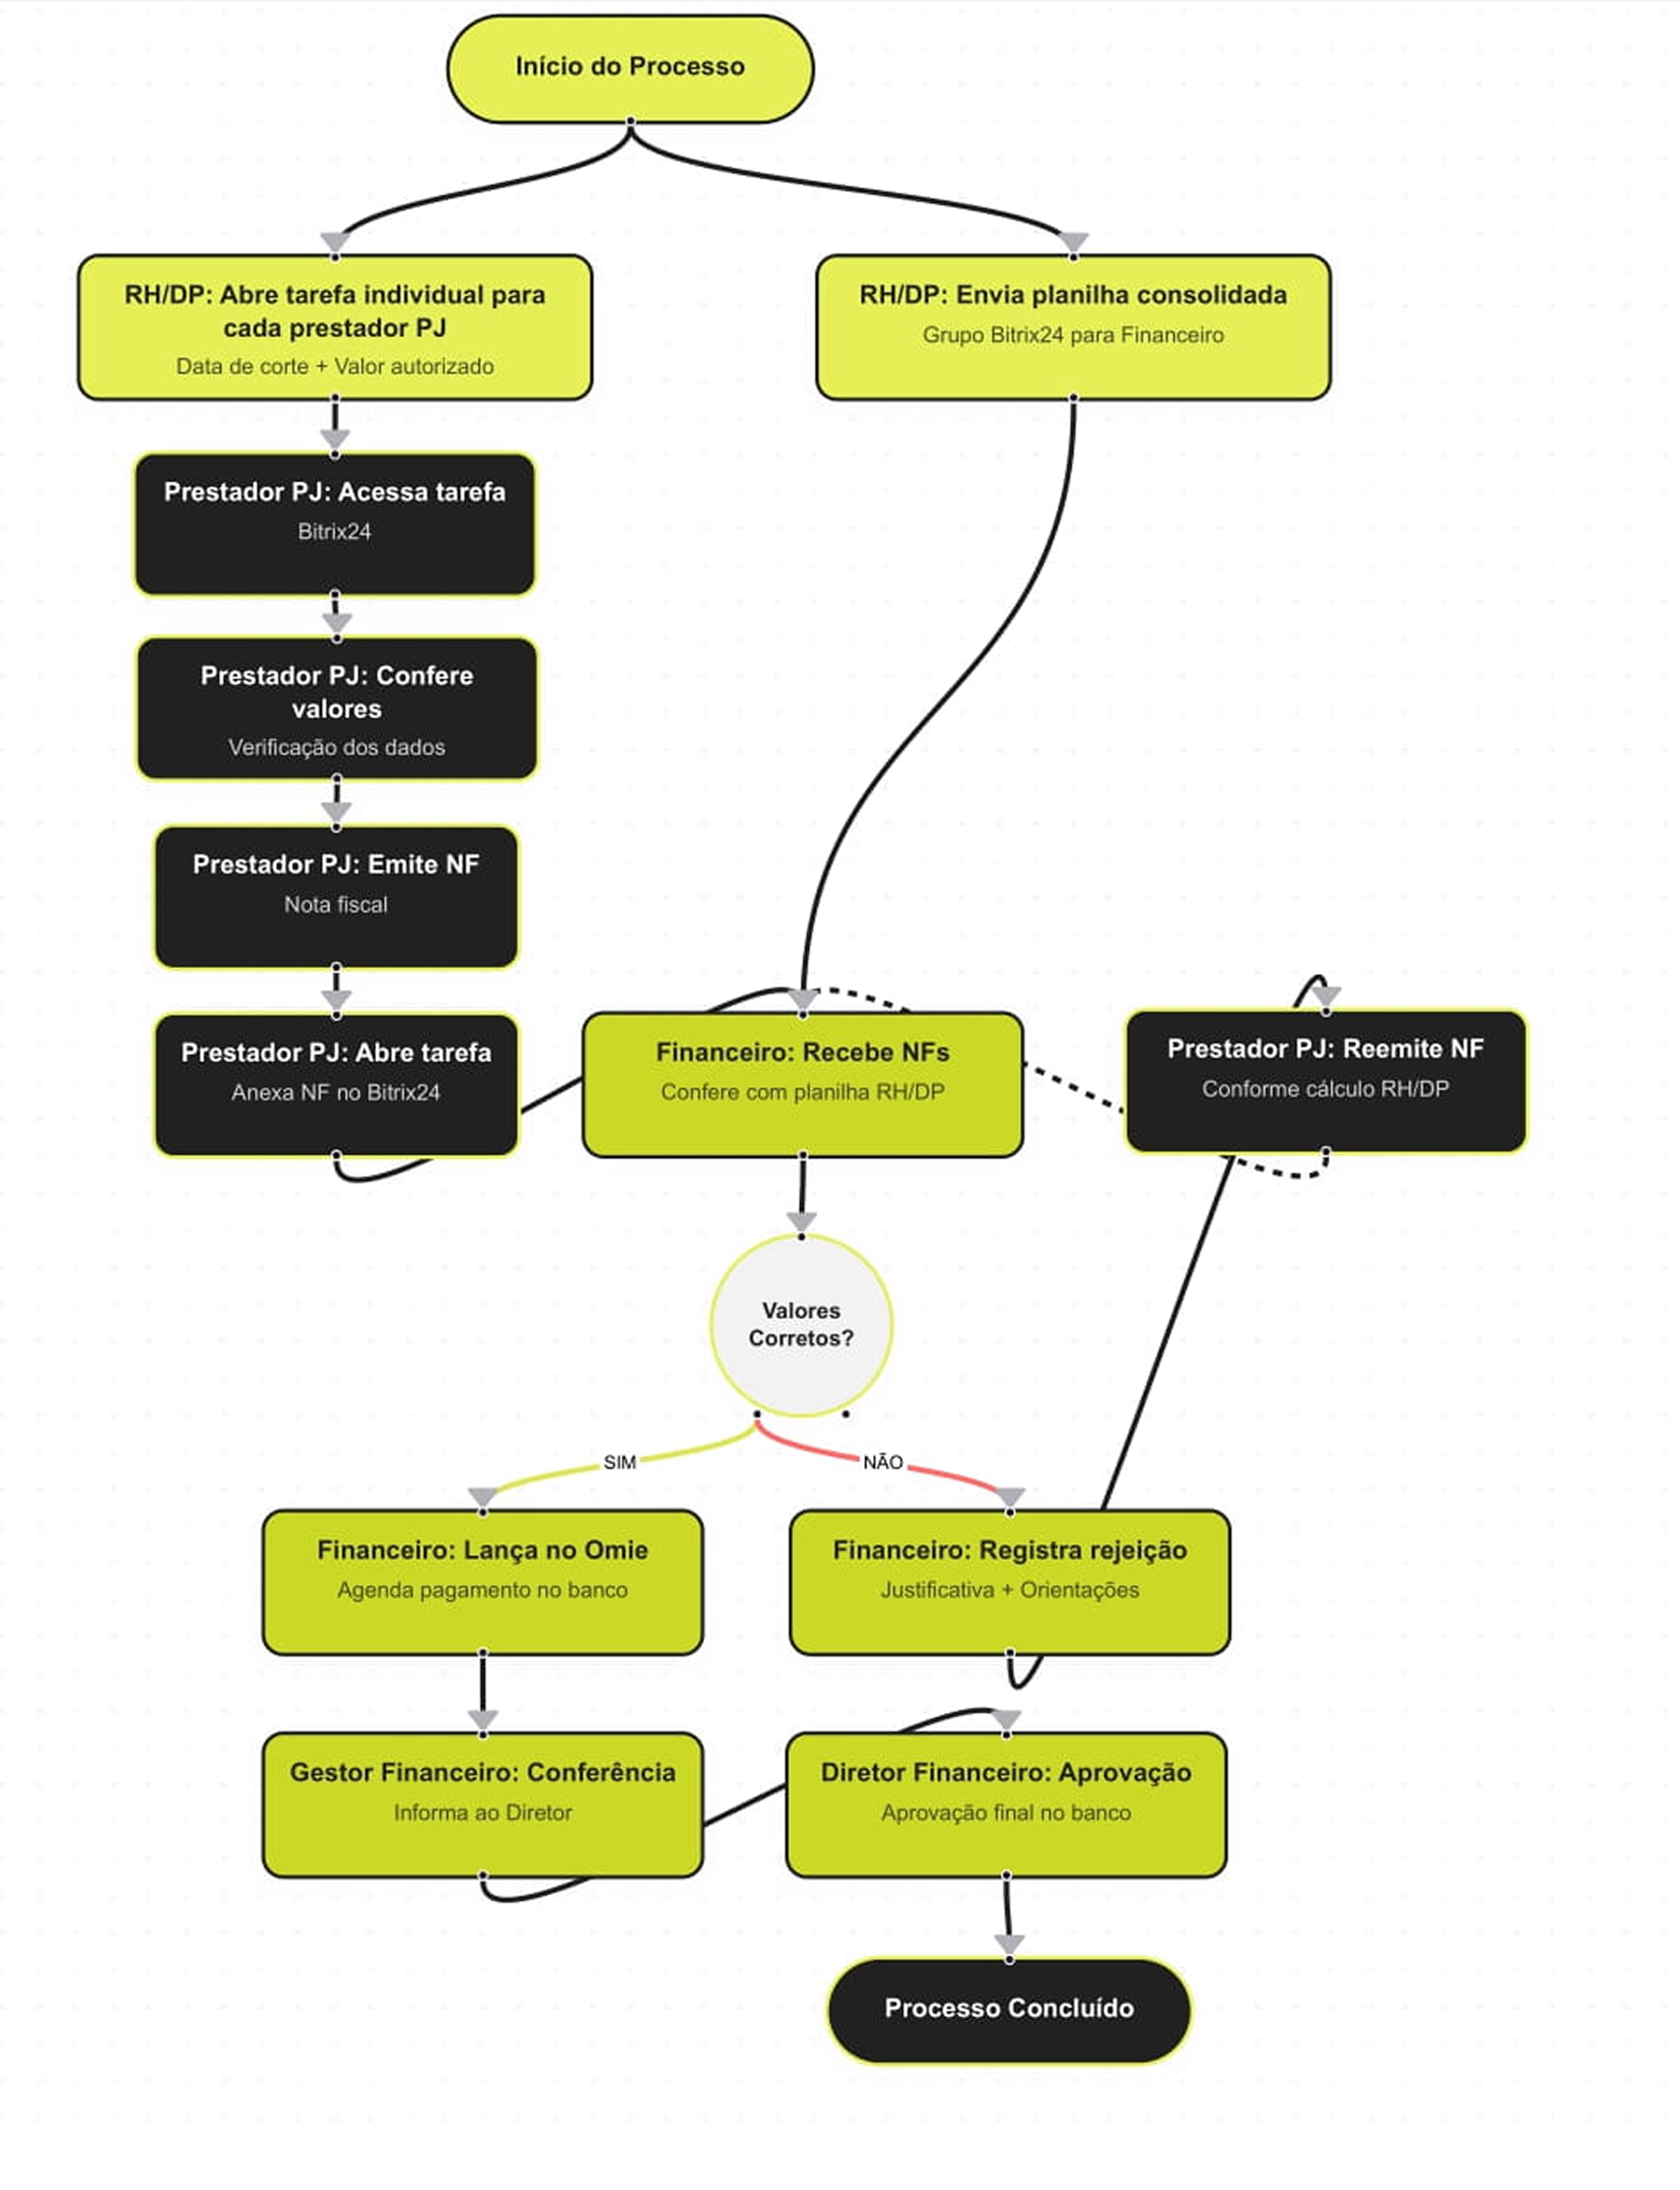 Início do Processo
RH/DP: Abre tarefa individual para
cada prestador PJ
Data de corte + Valor autorizado
RH/DP: Envia planilha consolidada
Grupo Bitrix24 para Financeiro
Prestador PJ: Acessa tarefa
Bitrix24
Prestador PJ: Confere
valores
Verificação dos dados
Prestador PJ: Emite NF
Nota fiscal
Prestador PJ: Abre tarefa
Anexa NF no Bitrix24
Financeiro: Recebe NFs
Confere com planilha RH/DP
Prestador PJ: Reemite NF
Conforme cálculo RH/DP
Valores
Corretos?
SIM
NÃO
Financeiro: Lança no Omie
Agenda pagamento no banco
Financeiro: Registra rejeição
Justificativa + Orientações
Gestor Financeiro: Conferência
Informa ao Diretor
Diretor Financeiro: Aprovação
Aprovação final no banco
Processo Concluído